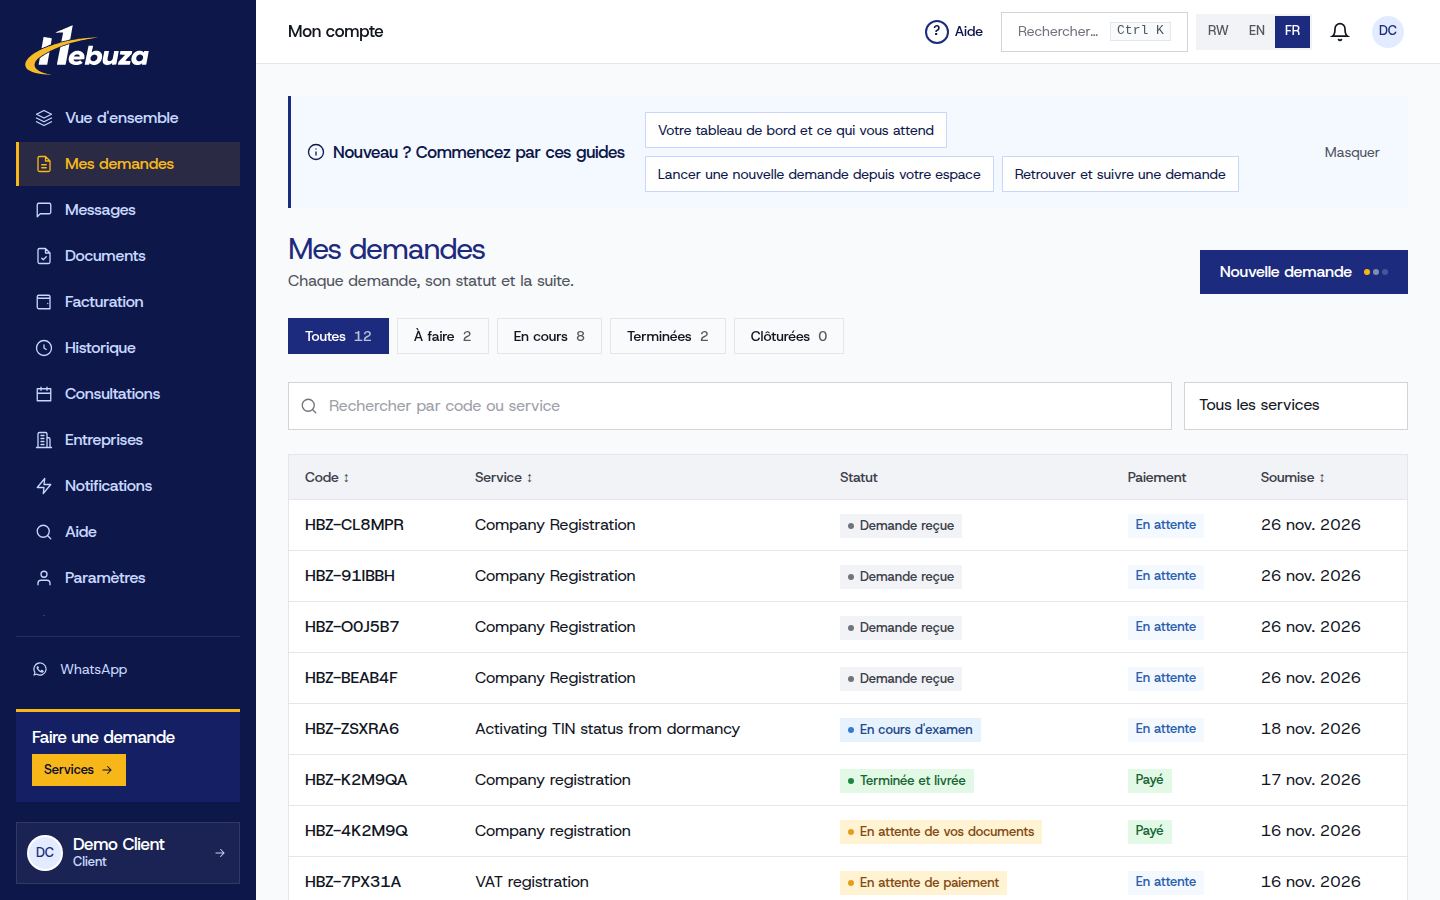 Hebuza
Vue d'ensemble
Mes demandes
Messages
Documents
Facturation
Historique
Consultations
Entreprises
Notifications
Aide
Paramètres
WhatsApp
Faire une demande
Services →
DC
Demo Client
Client
→
Mon compte
? Aide
Rechercher… Ctrl K
RW EN FR
DC
Nouveau ? Commencez par ces guides
Votre tableau de bord et ce qui vous attend
Lancer une nouvelle demande depuis votre espace
Retrouver et suivre une demande
Masquer
Mes demandes
Chaque demande, son statut et la suite.
Nouvelle demande
Toutes 12
À faire 2
En cours 8
Terminées 2
Clôturées 0
Rechercher par code ou service
Tous les services
Code ↕ Service ↕ Statut Paiement Soumise ↕
HBZ-CL8MPR Company Registration Demande reçue En attente 26 nov. 2026
HBZ-91IBBH Company Registration Demande reçue En attente 26 nov. 2026
HBZ-O0J5B7 Company Registration Demande reçue En attente 26 nov. 2026
HBZ-BEAB4F Company Registration Demande reçue En attente 26 nov. 2026
HBZ-ZSXRA6 Activating TIN status from dormancy En cours d'examen En attente 18 nov. 2026
HBZ-K2M9QA Company registration Terminée et livrée Payé 17 nov. 2026
HBZ-4K2M9Q Company registration En attente de vos documents Payé 16 nov. 2026
HBZ-7PX31A VAT registration En attente de paiement En attente 16 nov. 2026